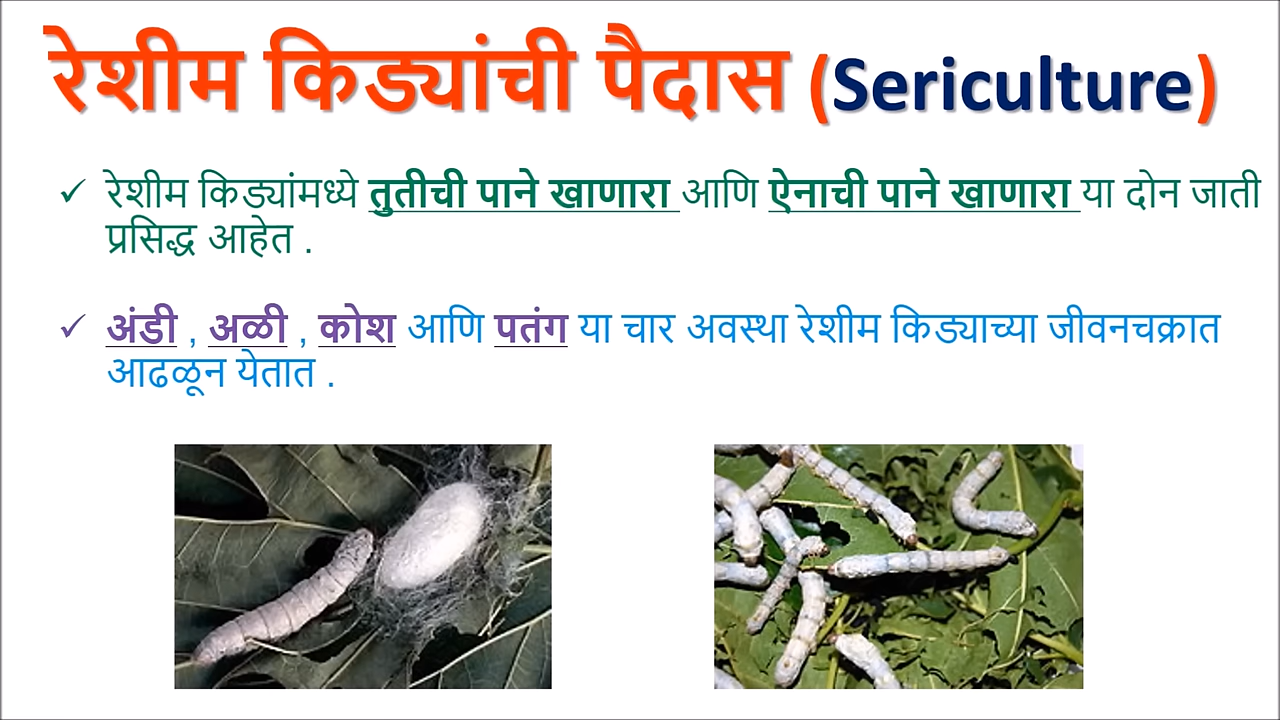 रेशीम किड्यांची पैदास (Sericulture)
✓ रेशीम किड्यांमध्ये तुतीची पाने खाणारा आणि ऐनाची पाने खाणारा या दोन जाती
प्रसिद्ध आहेत .
✓ अंडी , अळी , कोश आणि पतंग या चार अवस्था रेशीम किड्याच्या जीवनचक्रात
आढळून येतात .